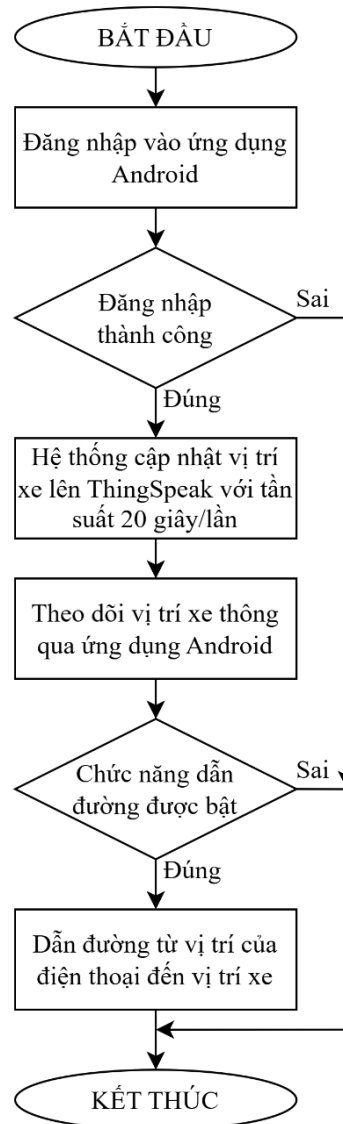 BẮT ĐẦU
Đăng nhập vào ứng dụng
Android
Đăng nhập
thành công
Sai
Đúng
Hệ thống cập nhật vị trí
xe lên ThingSpeak với tần
suất 20 giây/lần
Theo dõi vị trí xe thông
qua ứng dụng Android
Chức năng dẫn
đường được bật
Sai
Đúng
Dẫn đường từ vị trí của
điện thoại đến vị trí xe
KẾT THÚC